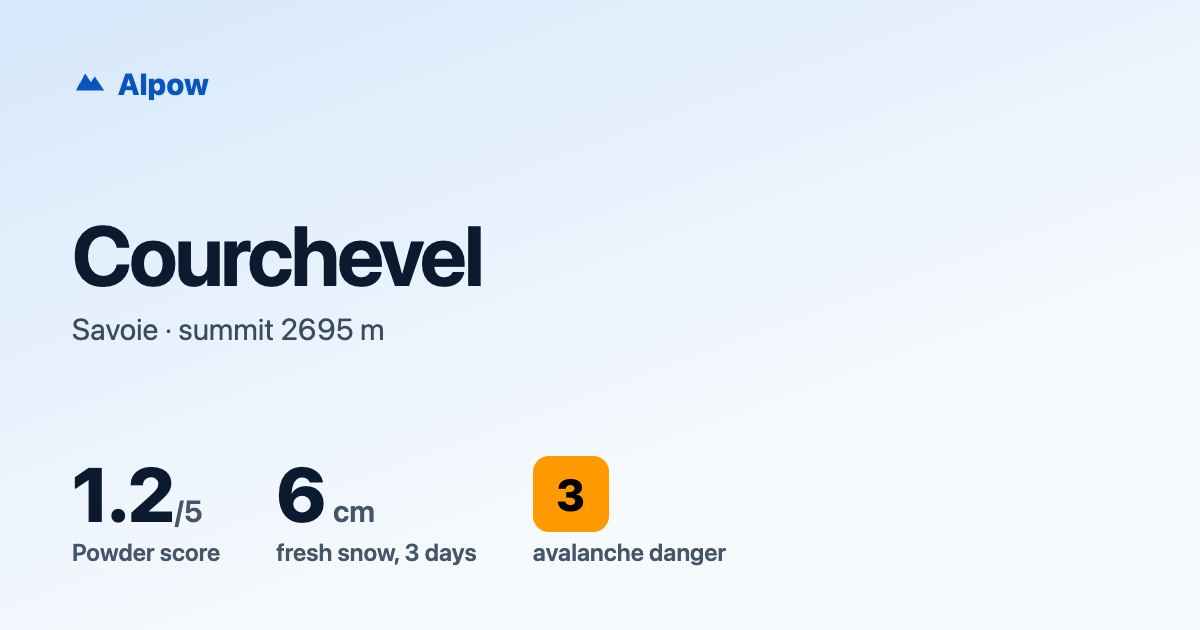 Alpow
Courchevel
Savoie · summit 2695 m
1.2/5
Powder score
6 cm
fresh snow, 3 days
3
avalanche danger